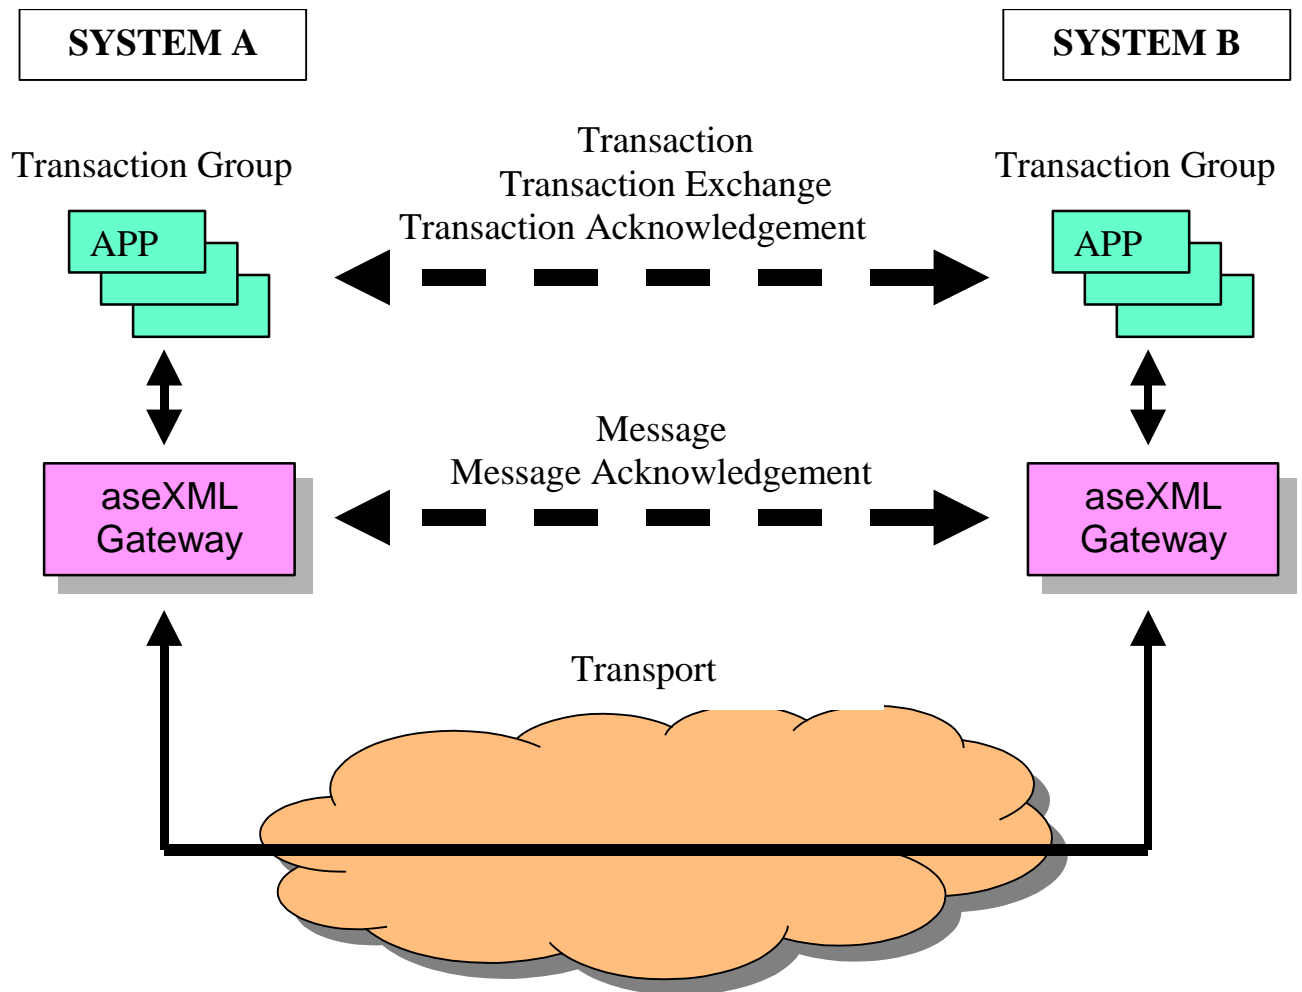 SYSTEM A
SYSTEM B
Transaction
Transaction Group
Transaction Exchange
Transaction Group
Transaction Acknowledgement
APP
APP
Message
Message Acknowledgement
aseXML
Gateway
aseXML
Gateway
Transport